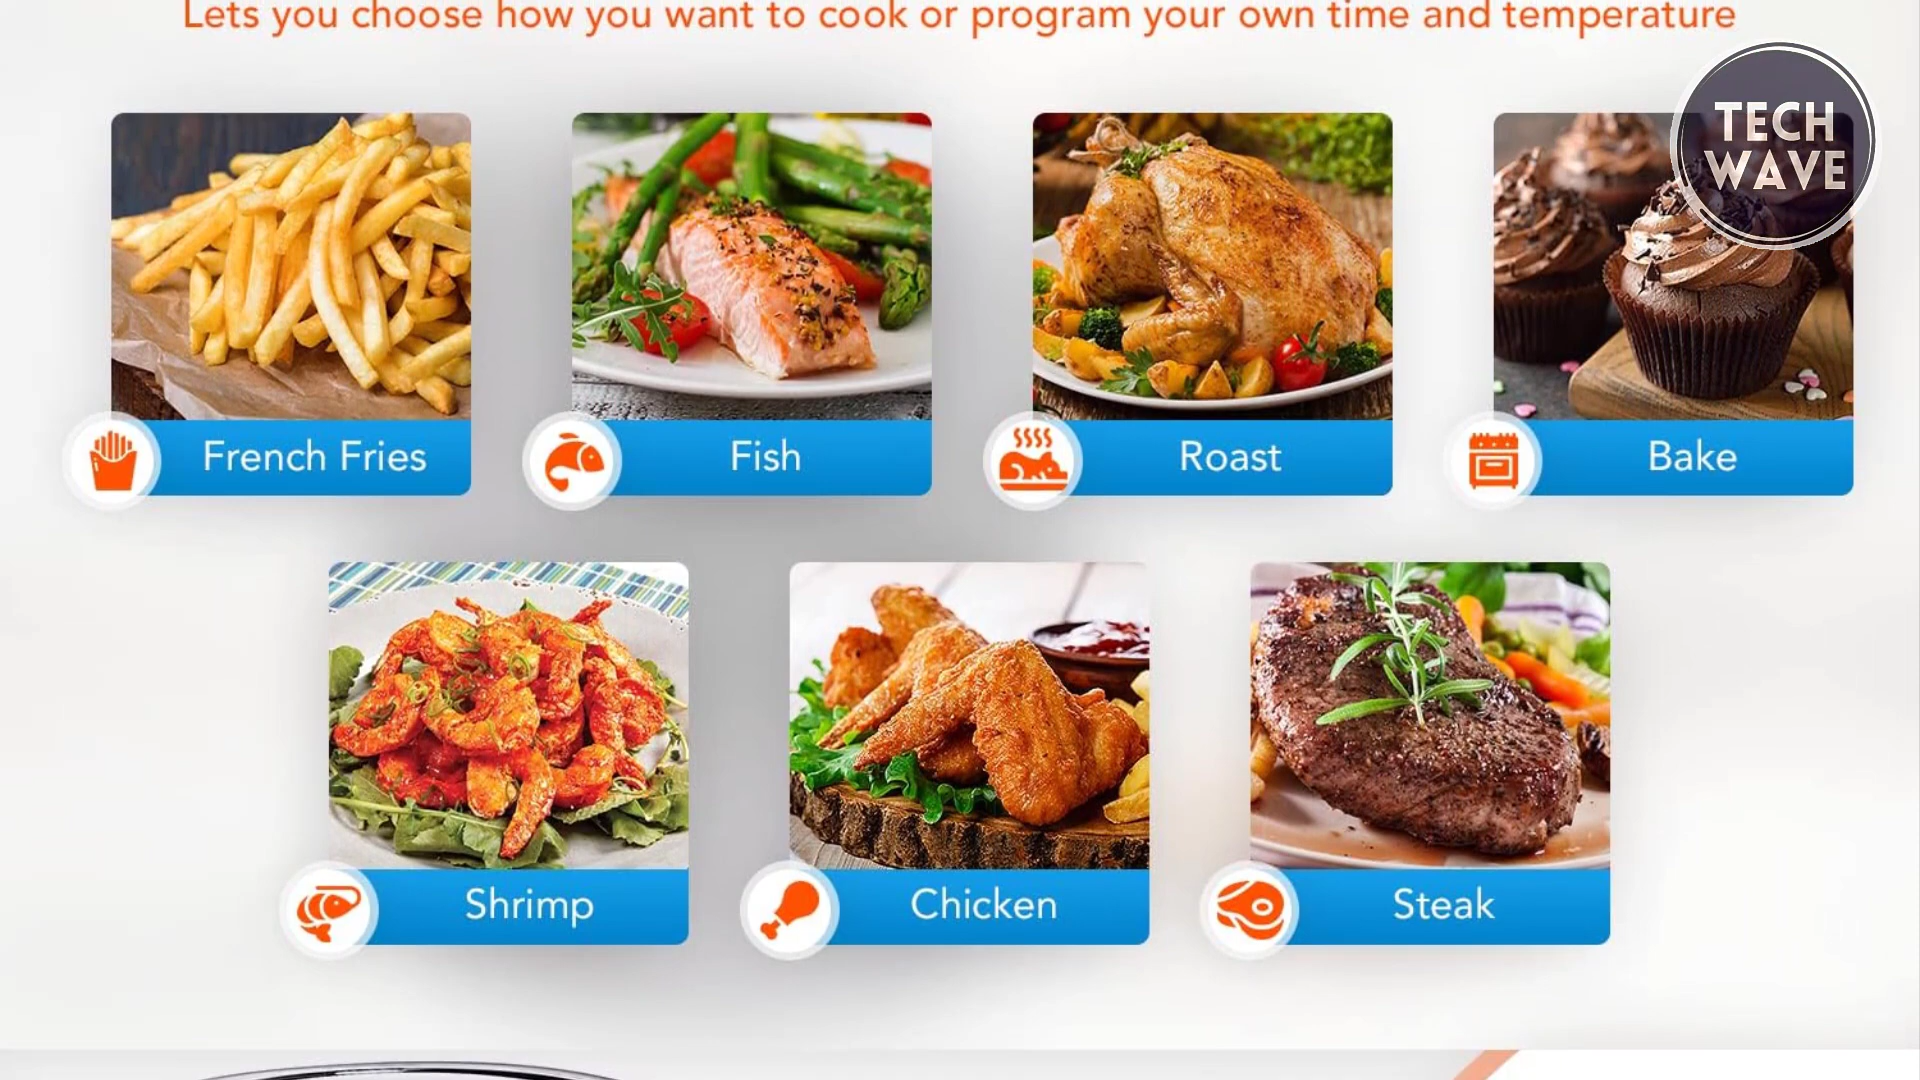 Lets you choose how you want to cook or program your own time and temperature
TECH
WAVE
French Fries
Fish
Roast
Bake
Shrimp
Chicken
Steak